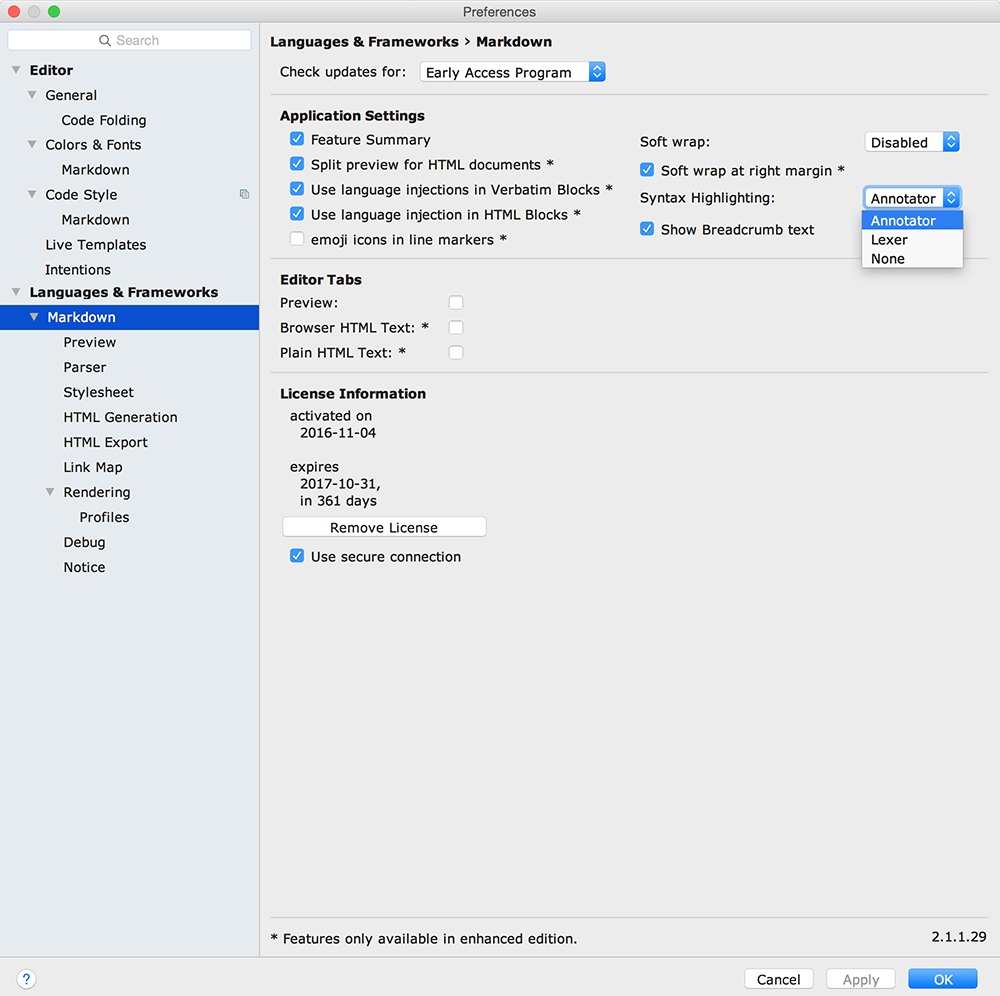 Preferences
Search
Editor
General
Code Folding
Colors & Fonts
Markdown
Code Style
Markdown
Live Templates
Intentions
Languages & Frameworks
Markdown
Preview
Parser
Stylesheet
HTML Generation
HTML Export
Link Map
Rendering
Profiles
Debug
Notice
Languages & Frameworks › Markdown
Check updates for: Early Access Program
Application Settings
Feature Summary
Split preview for HTML documents *
Use language injections in Verbatim Blocks *
Use language injection in HTML Blocks *
emoji icons in line markers *
Soft wrap: Disabled
Soft wrap at right margin *
Syntax Highlighting: Annotator
Annotator
Lexer
None
Show Breadcrumb text
Editor Tabs
Preview:
Browser HTML Text: *
Plain HTML Text: *
License Information
activated on
2016-11-04
expires
2017-10-31,
in 361 days
Remove License
Use secure connection
* Features only available in enhanced edition.
2.1.1.29
?
Cancel Apply OK